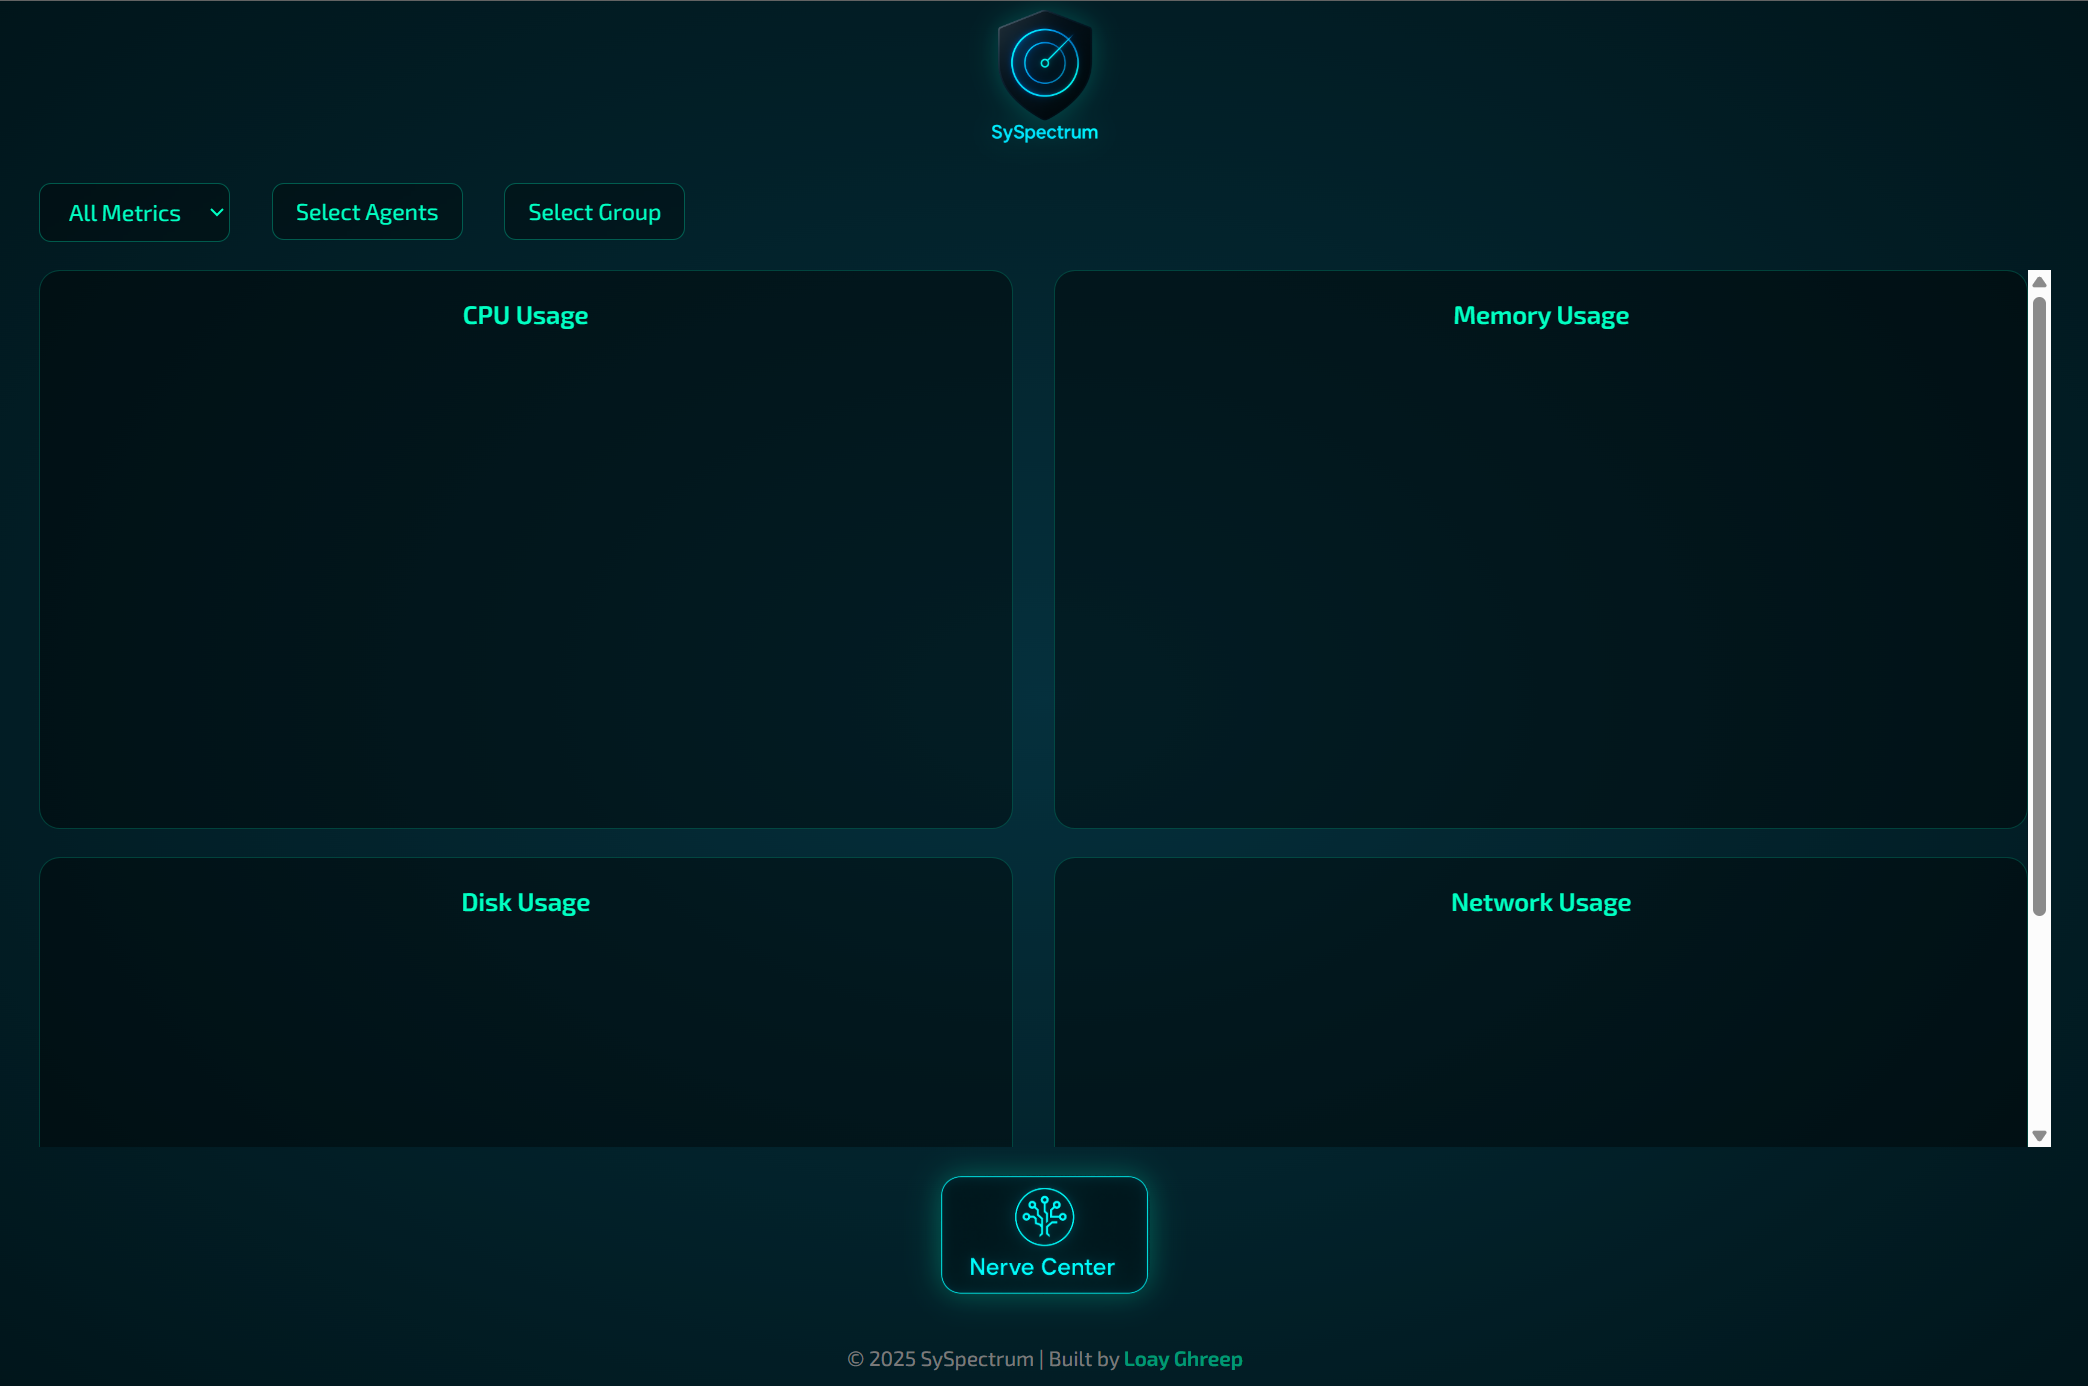 SySpectrum
All Metrics
Select Agents
Select Group
CPU Usage
Memory Usage
Disk Usage
Network Usage
Nerve Center
© 2025 SySpectrum | Built by Loay Ghreep